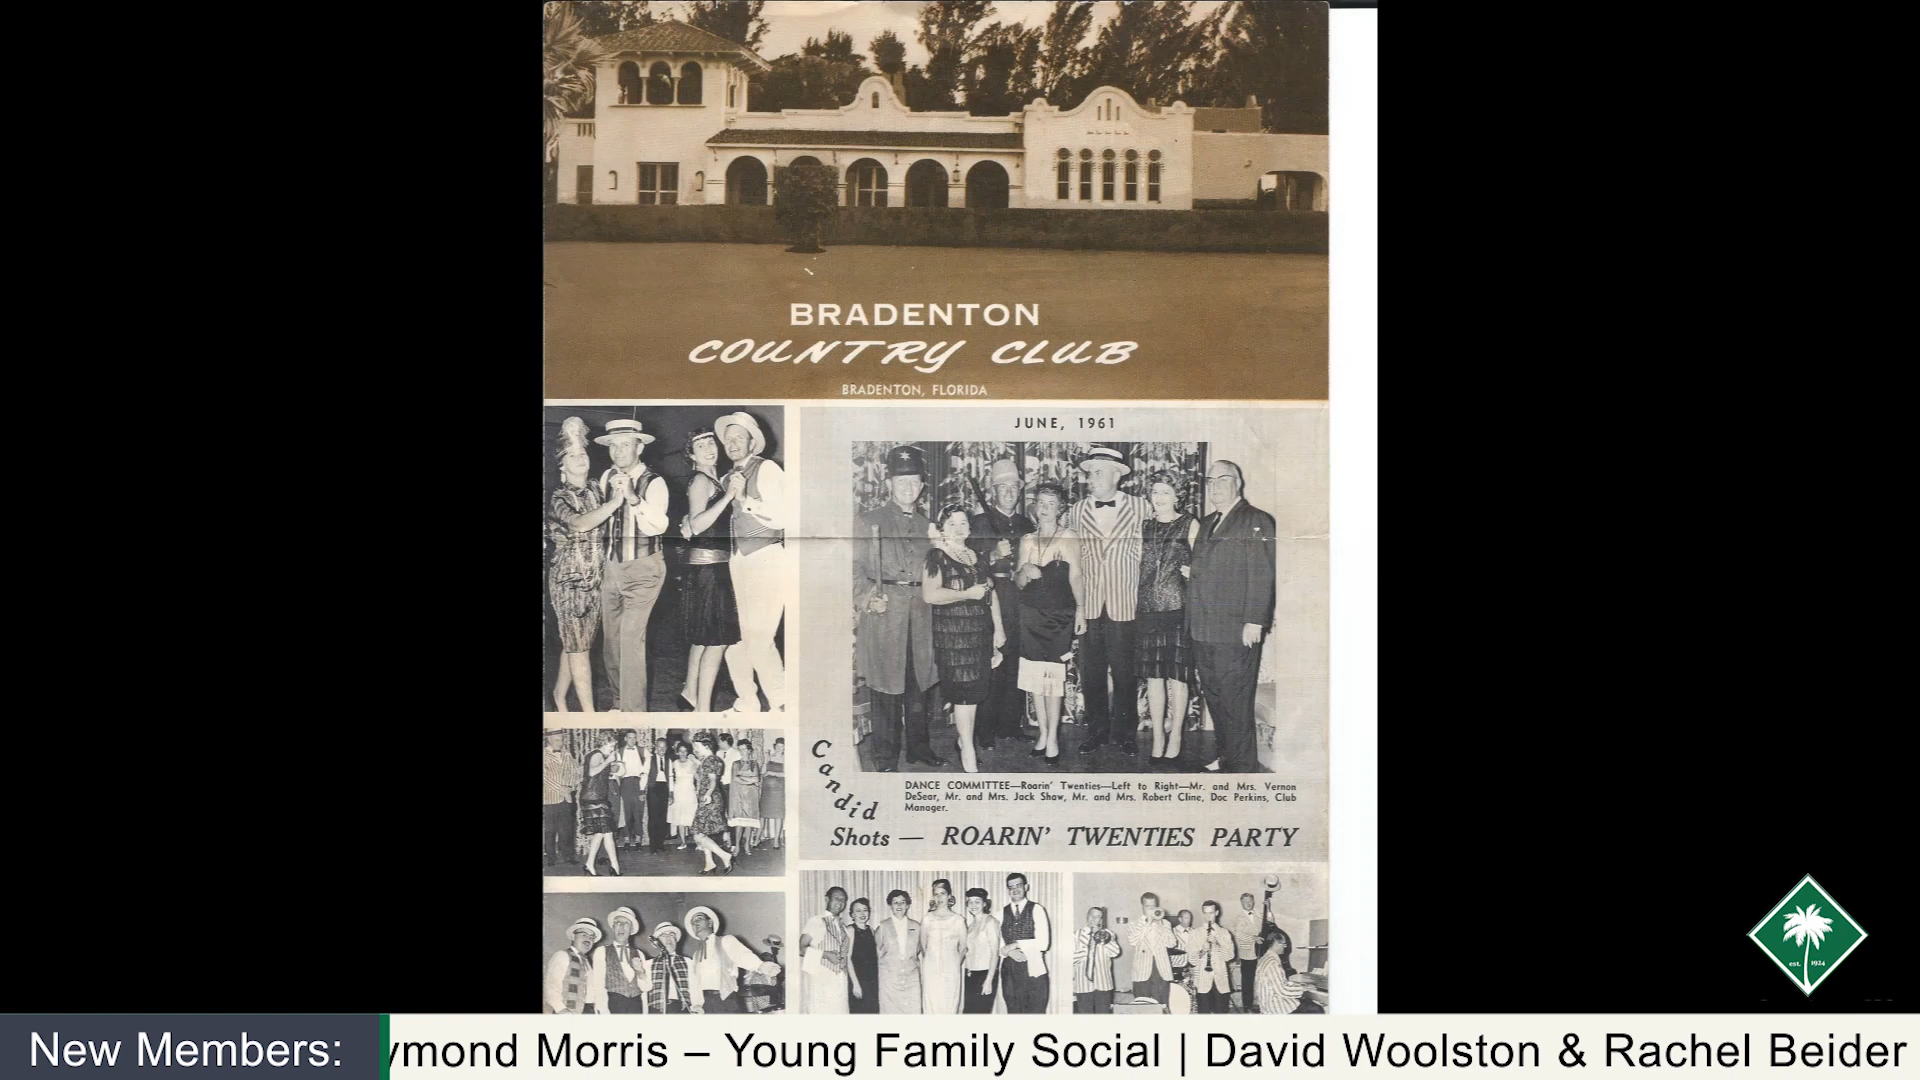 BRADENTON
COUNTRY CLUB
BRADENTON, FLORIDA
JUNE, 1961
DANCE COMMITTEE—Roarin' Twenties—Left to Right—Mr. and Mrs. Vernon
DeSear, Mr. and Mrs. Jack Shaw, Mr. and Mrs. Robert Cline, Doc Perkins, Club
Manager.
Candid
Shots — ROARIN' TWENTIES PARTY
est. 1924
New Members: ymond Morris – Young Family Social | David Woolston & Rachel Beider